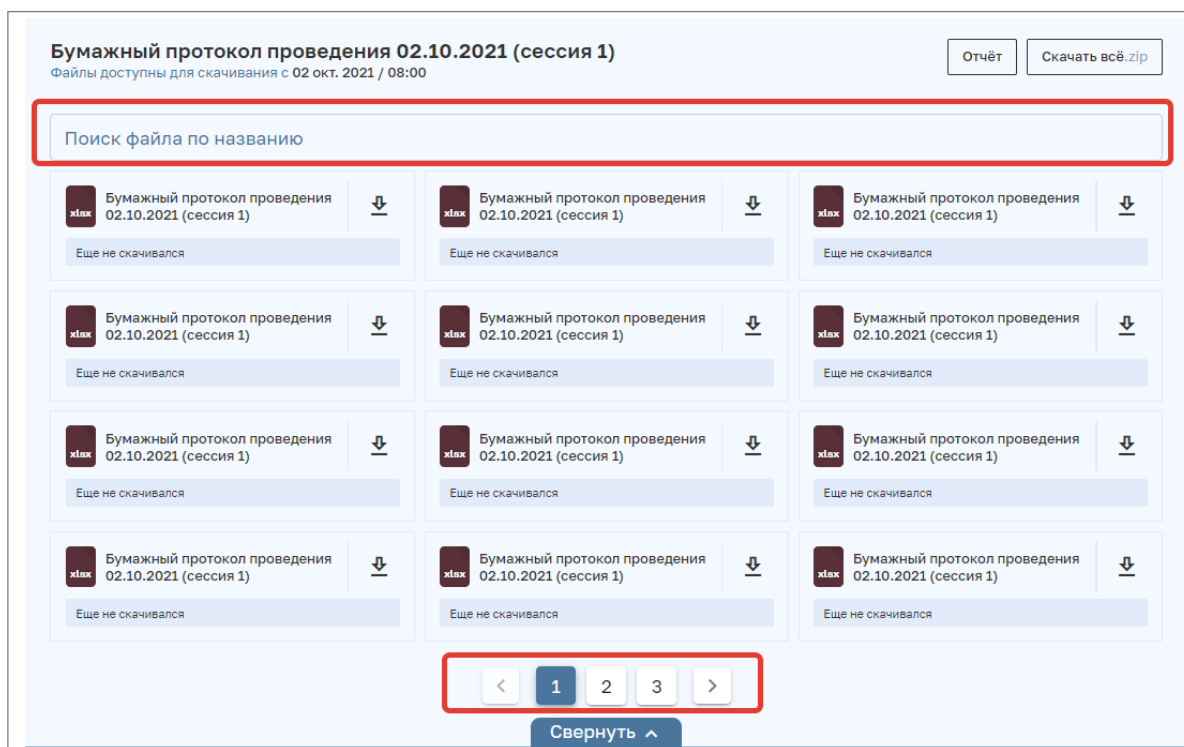 Бумажный протокол проведения 02.10.2021 (сессия 1)
Файлы доступны для скачивания с 02 окт. 2021 / 08:00
Отчёт
Скачать всё.zip
Поиск файла по названию
xlsx
Бумажный протокол проведения
02.10.2021 (сессия 1)
Еще не скачивался
xlsx
Бумажный протокол проведения
02.10.2021 (сессия 1)
Еще не скачивался
xlsx
Бумажный протокол проведения
02.10.2021 (сессия 1)
Еще не скачивался
xlsx
Бумажный протокол проведения
02.10.2021 (сессия 1)
Еще не скачивался
xlsx
Бумажный протокол проведения
02.10.2021 (сессия 1)
Еще не скачивался
xlsx
Бумажный протокол проведения
02.10.2021 (сессия 1)
Еще не скачивался
xlsx
Бумажный протокол проведения
02.10.2021 (сессия 1)
Еще не скачивался
xlsx
Бумажный протокол проведения
02.10.2021 (сессия 1)
Еще не скачивался
xlsx
Бумажный протокол проведения
02.10.2021 (сессия 1)
Еще не скачивался
xlsx
Бумажный протокол проведения
02.10.2021 (сессия 1)
Еще не скачивался
xlsx
Бумажный протокол проведения
02.10.2021 (сессия 1)
Еще не скачивался
xlsx
Бумажный протокол проведения
02.10.2021 (сессия 1)
Еще не скачивался
1 2 3
Свернуть